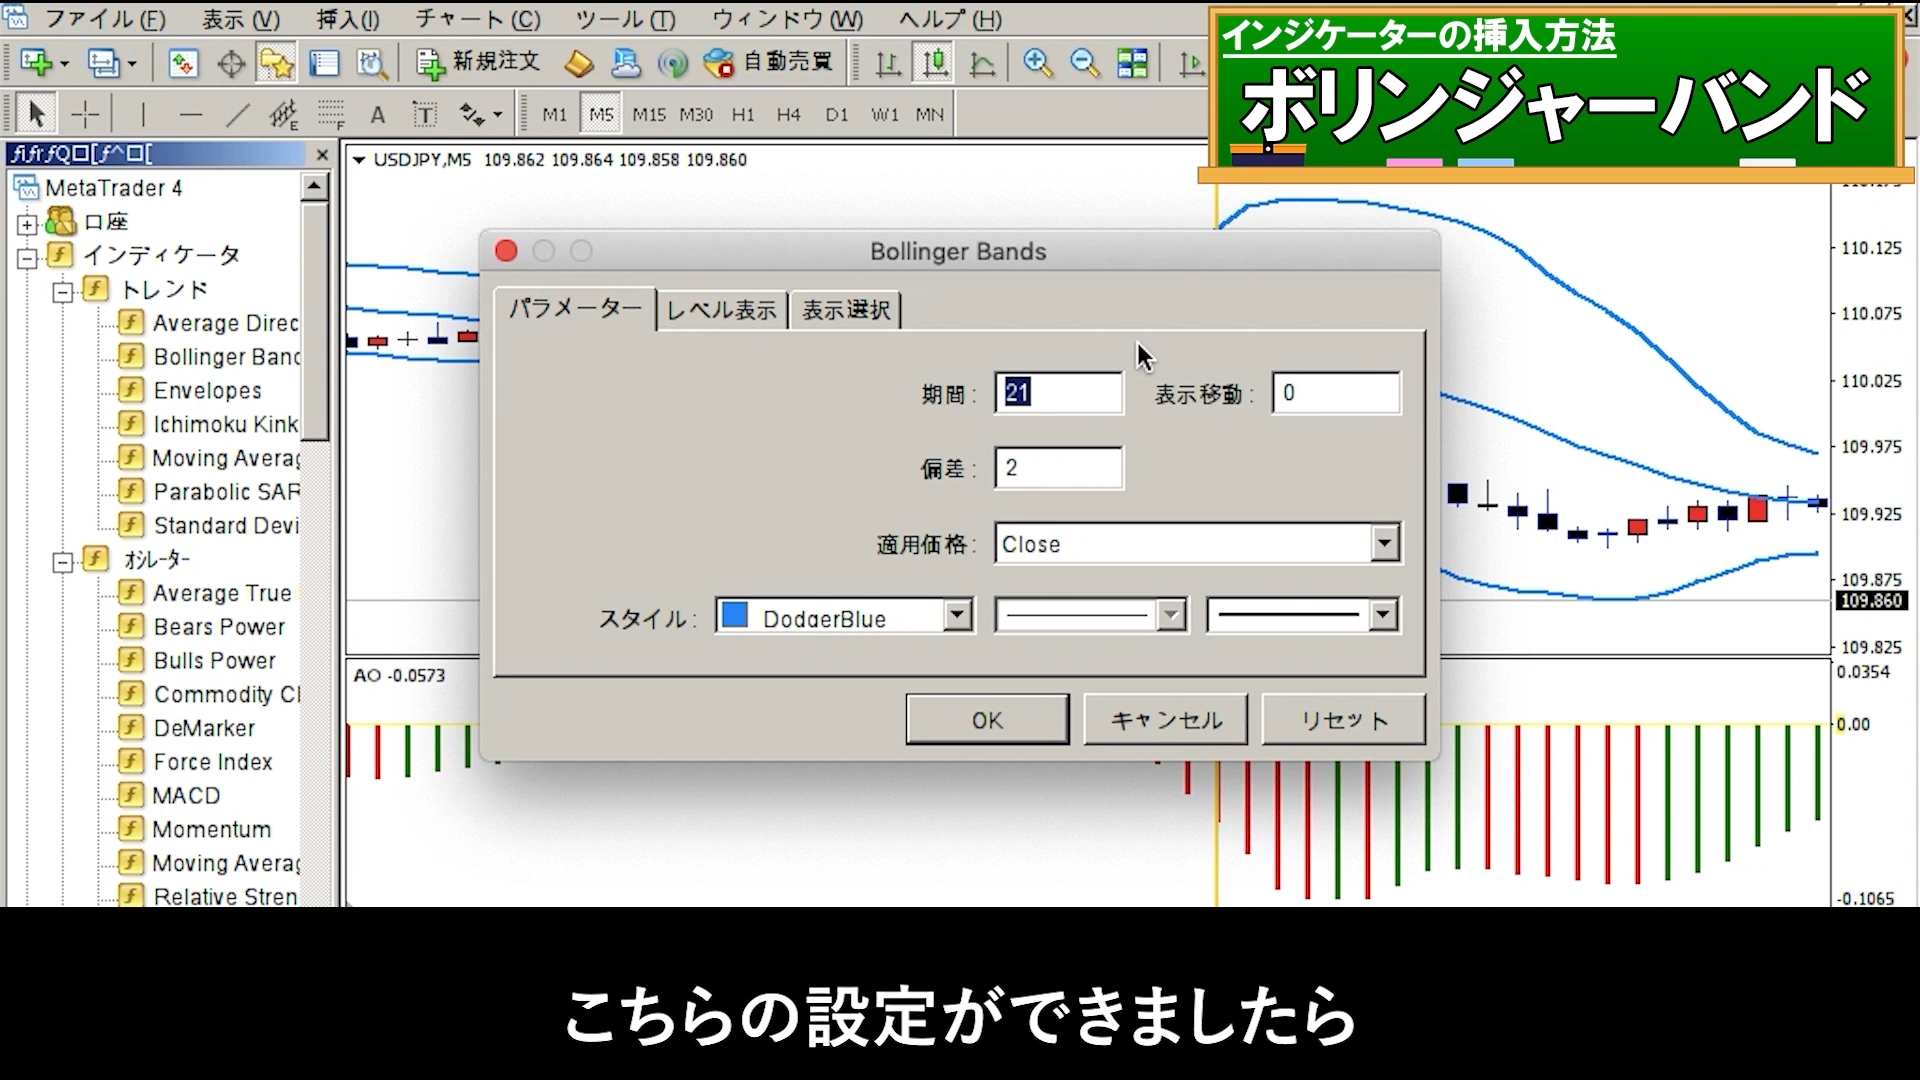 ファイル (F) 表示 (V) 挿入(I) チャート (C) ツール (T) ウィンドウ (W) ヘルプ (H)
新規注文 自動売買
A T M1 M5 M15 M30 H1 H4 D1 W1 MN
インジケーターの挿入方法
ボリンジャーバンド
MetaTrader 4
口座
インディケータ
トレンド
Average Direc
Bollinger Banc
Envelopes
Ichimoku Kink
Moving Averag
Parabolic SAR
Standard Devi
オシレーター
Average True
Bears Power
Bulls Power
Commodity Cl
DeMarker
Force Index
MACD
Momentum
Moving Averag
Relative Stren
USDJPY,M5 109.862 109.864 109.858 109.860
Bollinger Bands
パラメーター レベル表示 表示選択
期間 : 21 表示移動 : 0
偏差 : 2
適用価格 : Close
スタイル : DodgerBlue
OK キャンセル リセット
110.125
110.075
110.025
109.975
109.925
109.875
109.860
109.825
AO -0.0573
0.0354
0.00
-0.1065
こちらの設定ができましたら